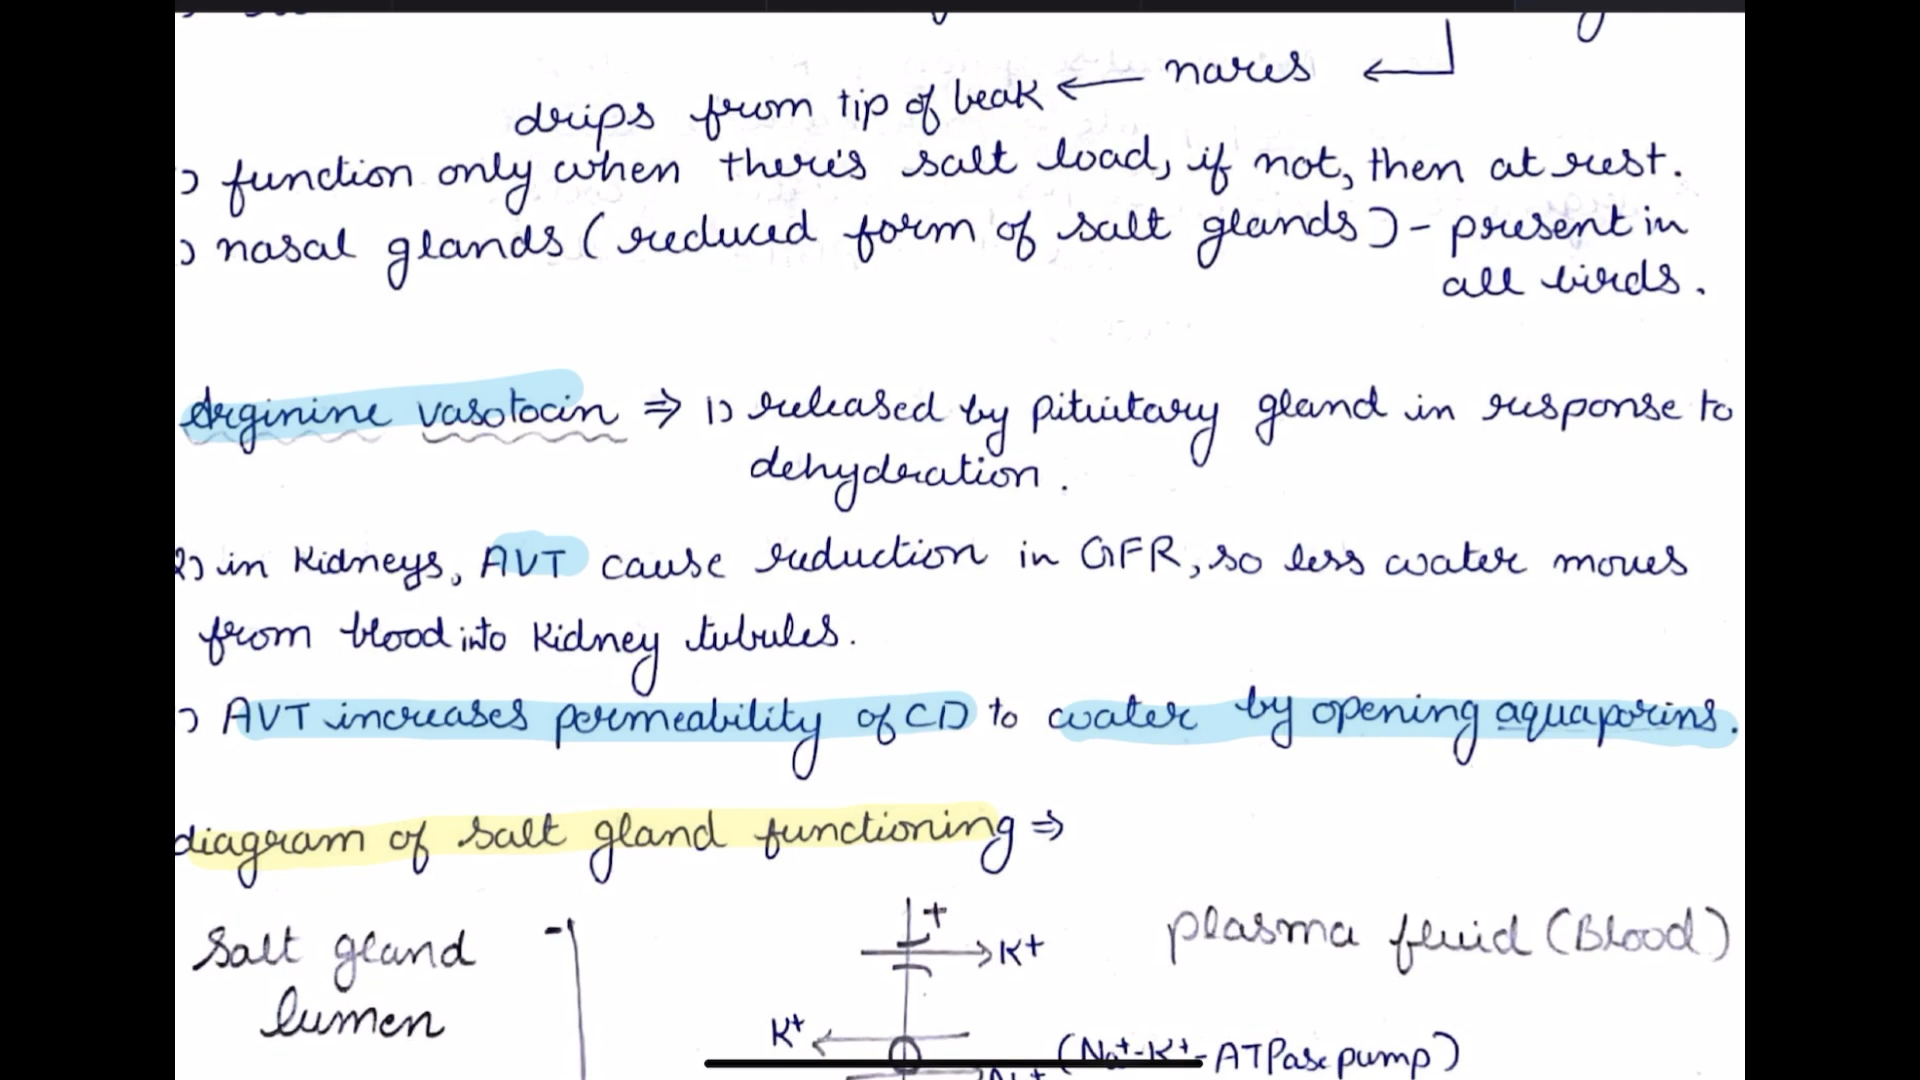 nares
drips from tip of beak
function only when there's salt load, if not, then at rest.
nasal glands (reduced form of salt glands) - present in
all birds.
Arginine vasotocin ⇒ 1) released by pituitary gland in response to
dehydration.
2) in kidneys, AVT cause reduction in GFR, so less water moves
from blood into kidney tubules.
) AVT increases permeability of CD to water by opening aquaporins.
diagram of salt gland functioning ⇒
Salt gland
lumen
+
K+
plasma fluid (Blood)
K+
(Na+-K+-ATPase pump)